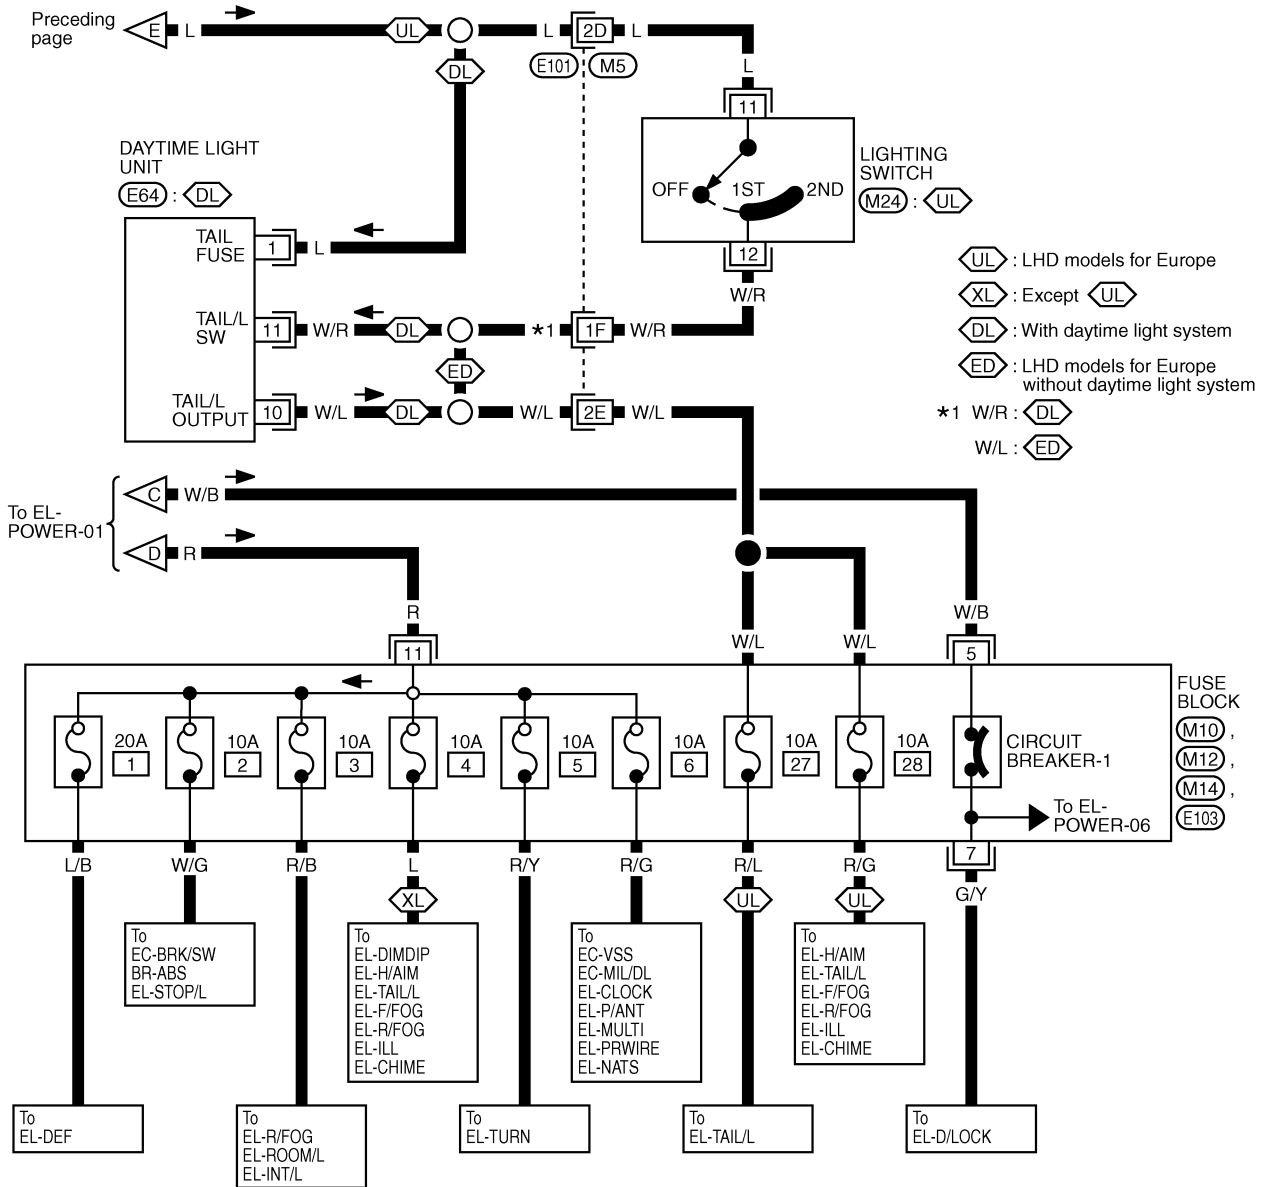 Preceding
page
E
L
UL
L
2D
L
DL
E101
M5
L
11
DAYTIME LIGHT
UNIT
E64 : DL
OFF
1ST
2ND
LIGHTING
SWITCH
M24 : UL
12
W/R
TAIL
FUSE
1
L
TAIL/L
SW
11
W/R
DL
*1
1F
W/R
ED
TAIL/L
OUTPUT
10
W/L
DL
W/L
2E
W/L
UL : LHD models for Europe
XL : Except UL
DL : With daytime light system
ED : LHD models for Europe
without daytime light system
*1 W/R : DL
W/L : ED
To EL-
POWER-01
C
W/B
D
R
R
11
W/L
W/L
W/B
5
FUSE
BLOCK
M10 ,
M12 ,
M14 ,
E103
20A
1
10A
2
10A
3
10A
4
10A
5
10A
6
10A
27
10A
28
CIRCUIT
BREAKER-1
To EL-
POWER-06
7
L/B
W/G
R/B
L
R/Y
R/G
R/L
R/G
G/Y
XL
UL
UL
To
EC-BRK/SW
BR-ABS
EL-STOP/L
To
EL-DIMDIP
EL-H/AIM
EL-TAIL/L
EL-F/FOG
EL-R/FOG
EL-ILL
EL-CHIME
To
EC-VSS
EC-MIL/DL
EL-CLOCK
EL-P/ANT
EL-MULTI
EL-PRWIRE
EL-NATS
To
EL-H/AIM
EL-TAIL/L
EL-F/FOG
EL-R/FOG
EL-ILL
EL-CHIME
To
EL-DEF
To
EL-R/FOG
EL-ROOM/L
EL-INT/L
To
EL-TURN
To
EL-TAIL/L
To
EL-D/LOCK